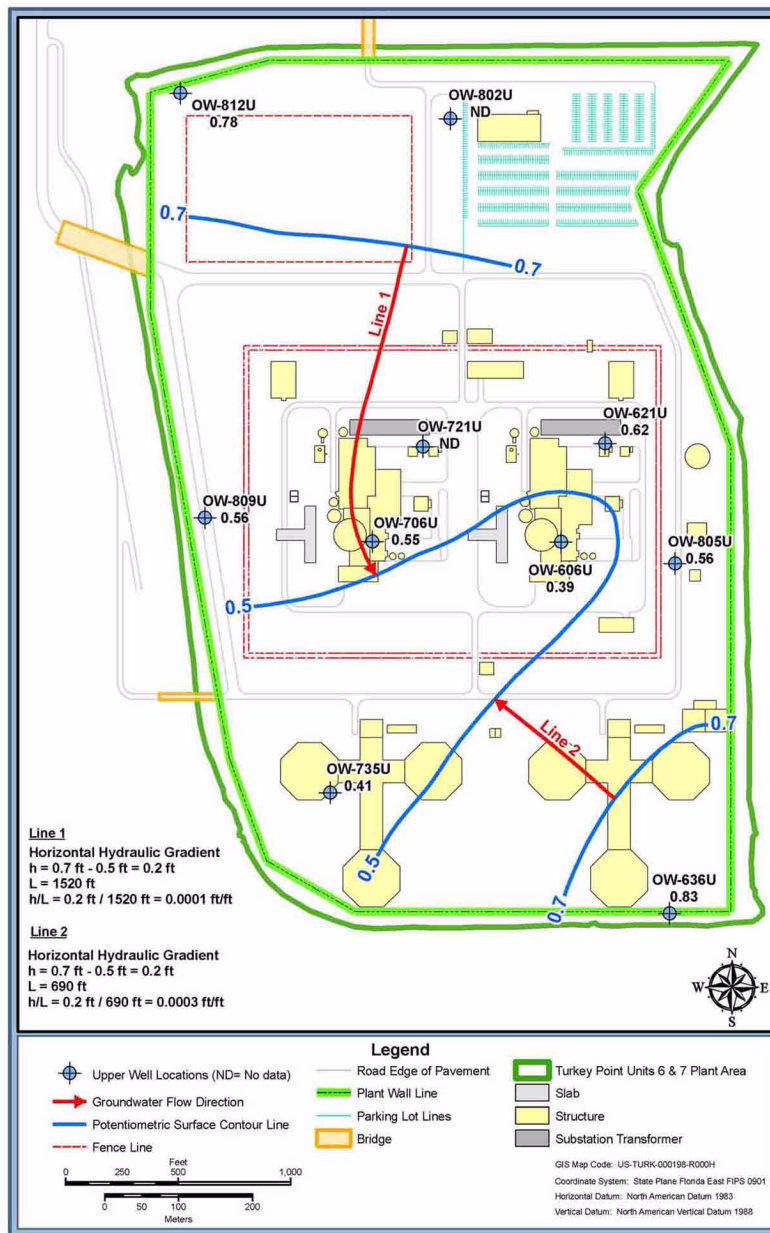 OW-812U
0.78
OW-802U
ND
0.7
0.7
Line 1
OW-721U
ND
OW-621U
0.62
OW-809U
0.56
OW-706U
0.55
OW-606U
0.39
OW-805U
0.56
0.5
0.7
Line 2
OW-735U
0.41
0.5
0.7
OW-636U
0.83
Line 1
Horizontal Hydraulic Gradient
h = 0.7 ft - 0.5 ft = 0.2 ft
L = 1520 ft
h/L = 0.2 ft / 1520 ft = 0.0001 ft/ft
Line 2
Horizontal Hydraulic Gradient
h = 0.7 ft - 0.5 ft = 0.2 ft
L = 690 ft
h/L = 0.2 ft / 690 ft = 0.0003 ft/ft
N
W E
S
Legend
Upper Well Locations (ND= No data)
Groundwater Flow Direction
Potentiometric Surface Contour Line
Fence Line
Road Edge of Pavement
Plant Wall Line
Parking Lot Lines
Bridge
Turkey Point Units 6 & 7 Plant Area
Slab
Structure
Substation Transformer
Feet
0 250 500 1,000
0 50 100 200
Meters
GIS Map Code: US-TURK-000198-R000H
Coordinate System: State Plane Florida East FIPS 0901
Horizontal Datum: North American Datum 1983
Vertical Datum: North American Vertical Datum 1988